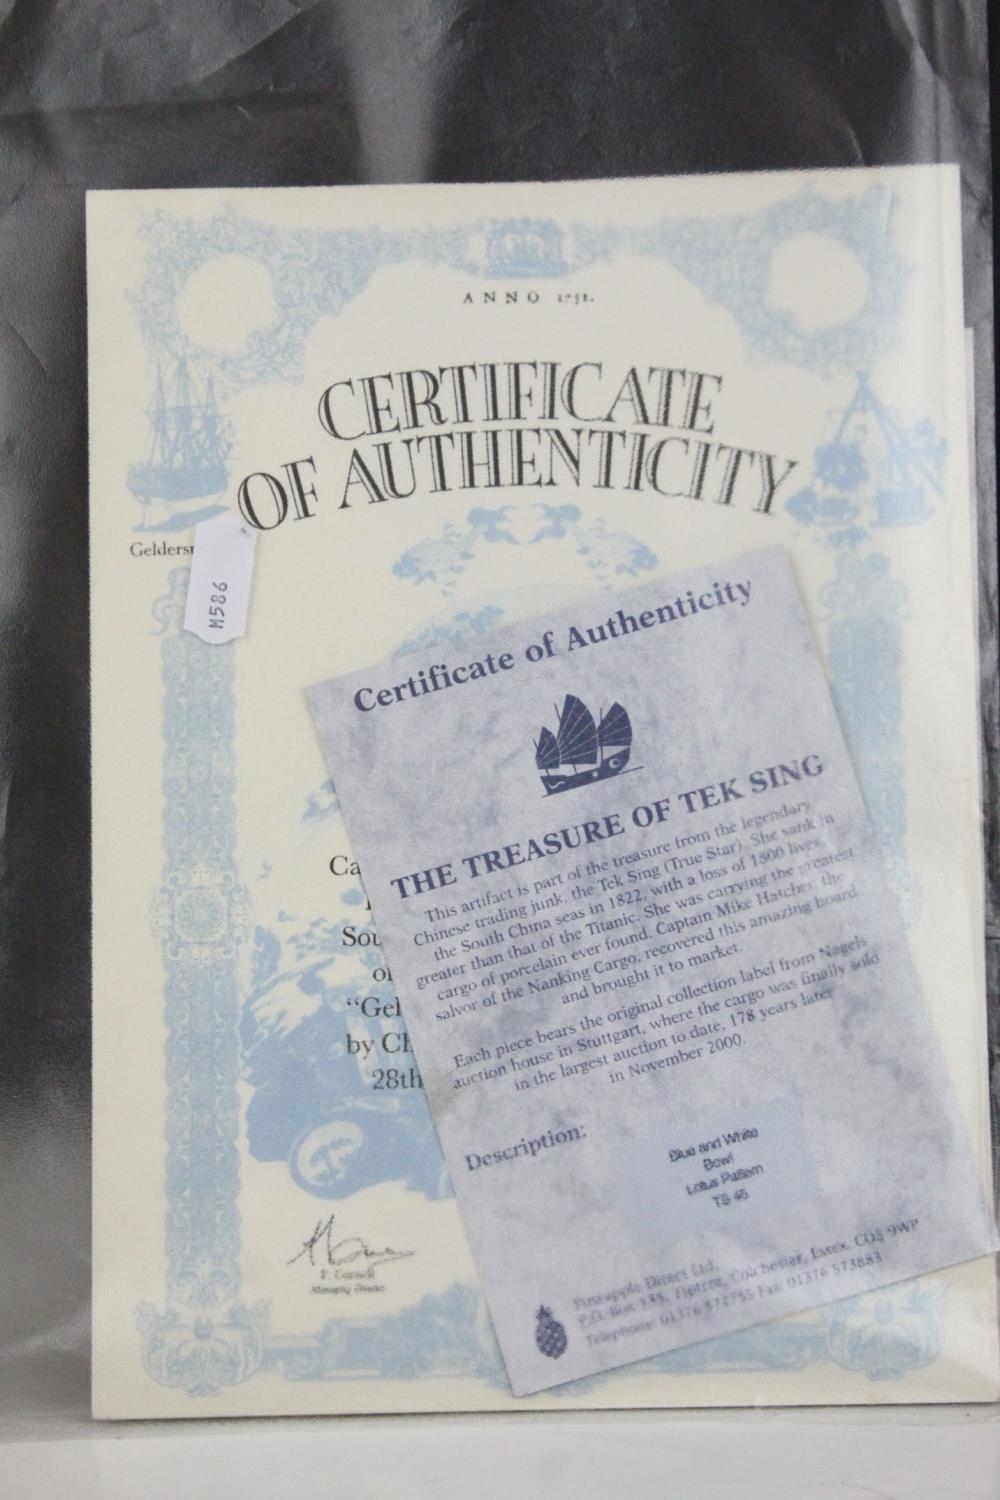 ANNO 1751.
CERTIFICATE
OF AUTHENTICITY
Geldersm
M586
Ca
Sou
of
"Gel
by Ch
28th
Managing Director
Certificate of Authenticity
THE TREASURE OF TEK SING
This artifact is part of the treasure from the legendary
Chinese trading junk, the Tek Sing (True Star). She sank in
the South China seas in 1822, with a loss of 1500 lives,
greater than that of the Titanic. She was carrying the greatest
cargo of porcelain ever found. Captain Mike Hatcher, the
salvor of the Nanking Cargo, recovered this amazing hoard
and brought it to market.
Each piece bears the original collection label from Nagels
auction house in Stuttgart, where the cargo was finally sold
in the largest auction to date, 178 years later
in November 2000.
Description:
Blue and White
Bowl
Lotus Pattern
TS 46
Pineapple Direct Ltd.
P.O. Box 135, Tiptree, Colchester, Essex. CO5 9WP
Telephone: 01376 Fax: 01376 573883